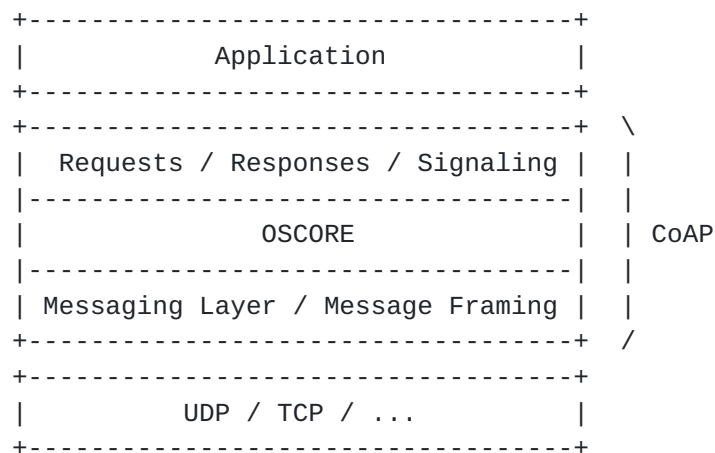 +-----------------------------------+
|            Application            |
+-----------------------------------+
+-----------------------------------+  \
|  Requests / Responses / Signaling |  |
|-----------------------------------|  |
|               OSCORE              |  | CoAP
|-----------------------------------|  |
| Messaging Layer / Message Framing |  |
+-----------------------------------+  /
+-----------------------------------+
|          UDP / TCP / ...          |
+-----------------------------------+